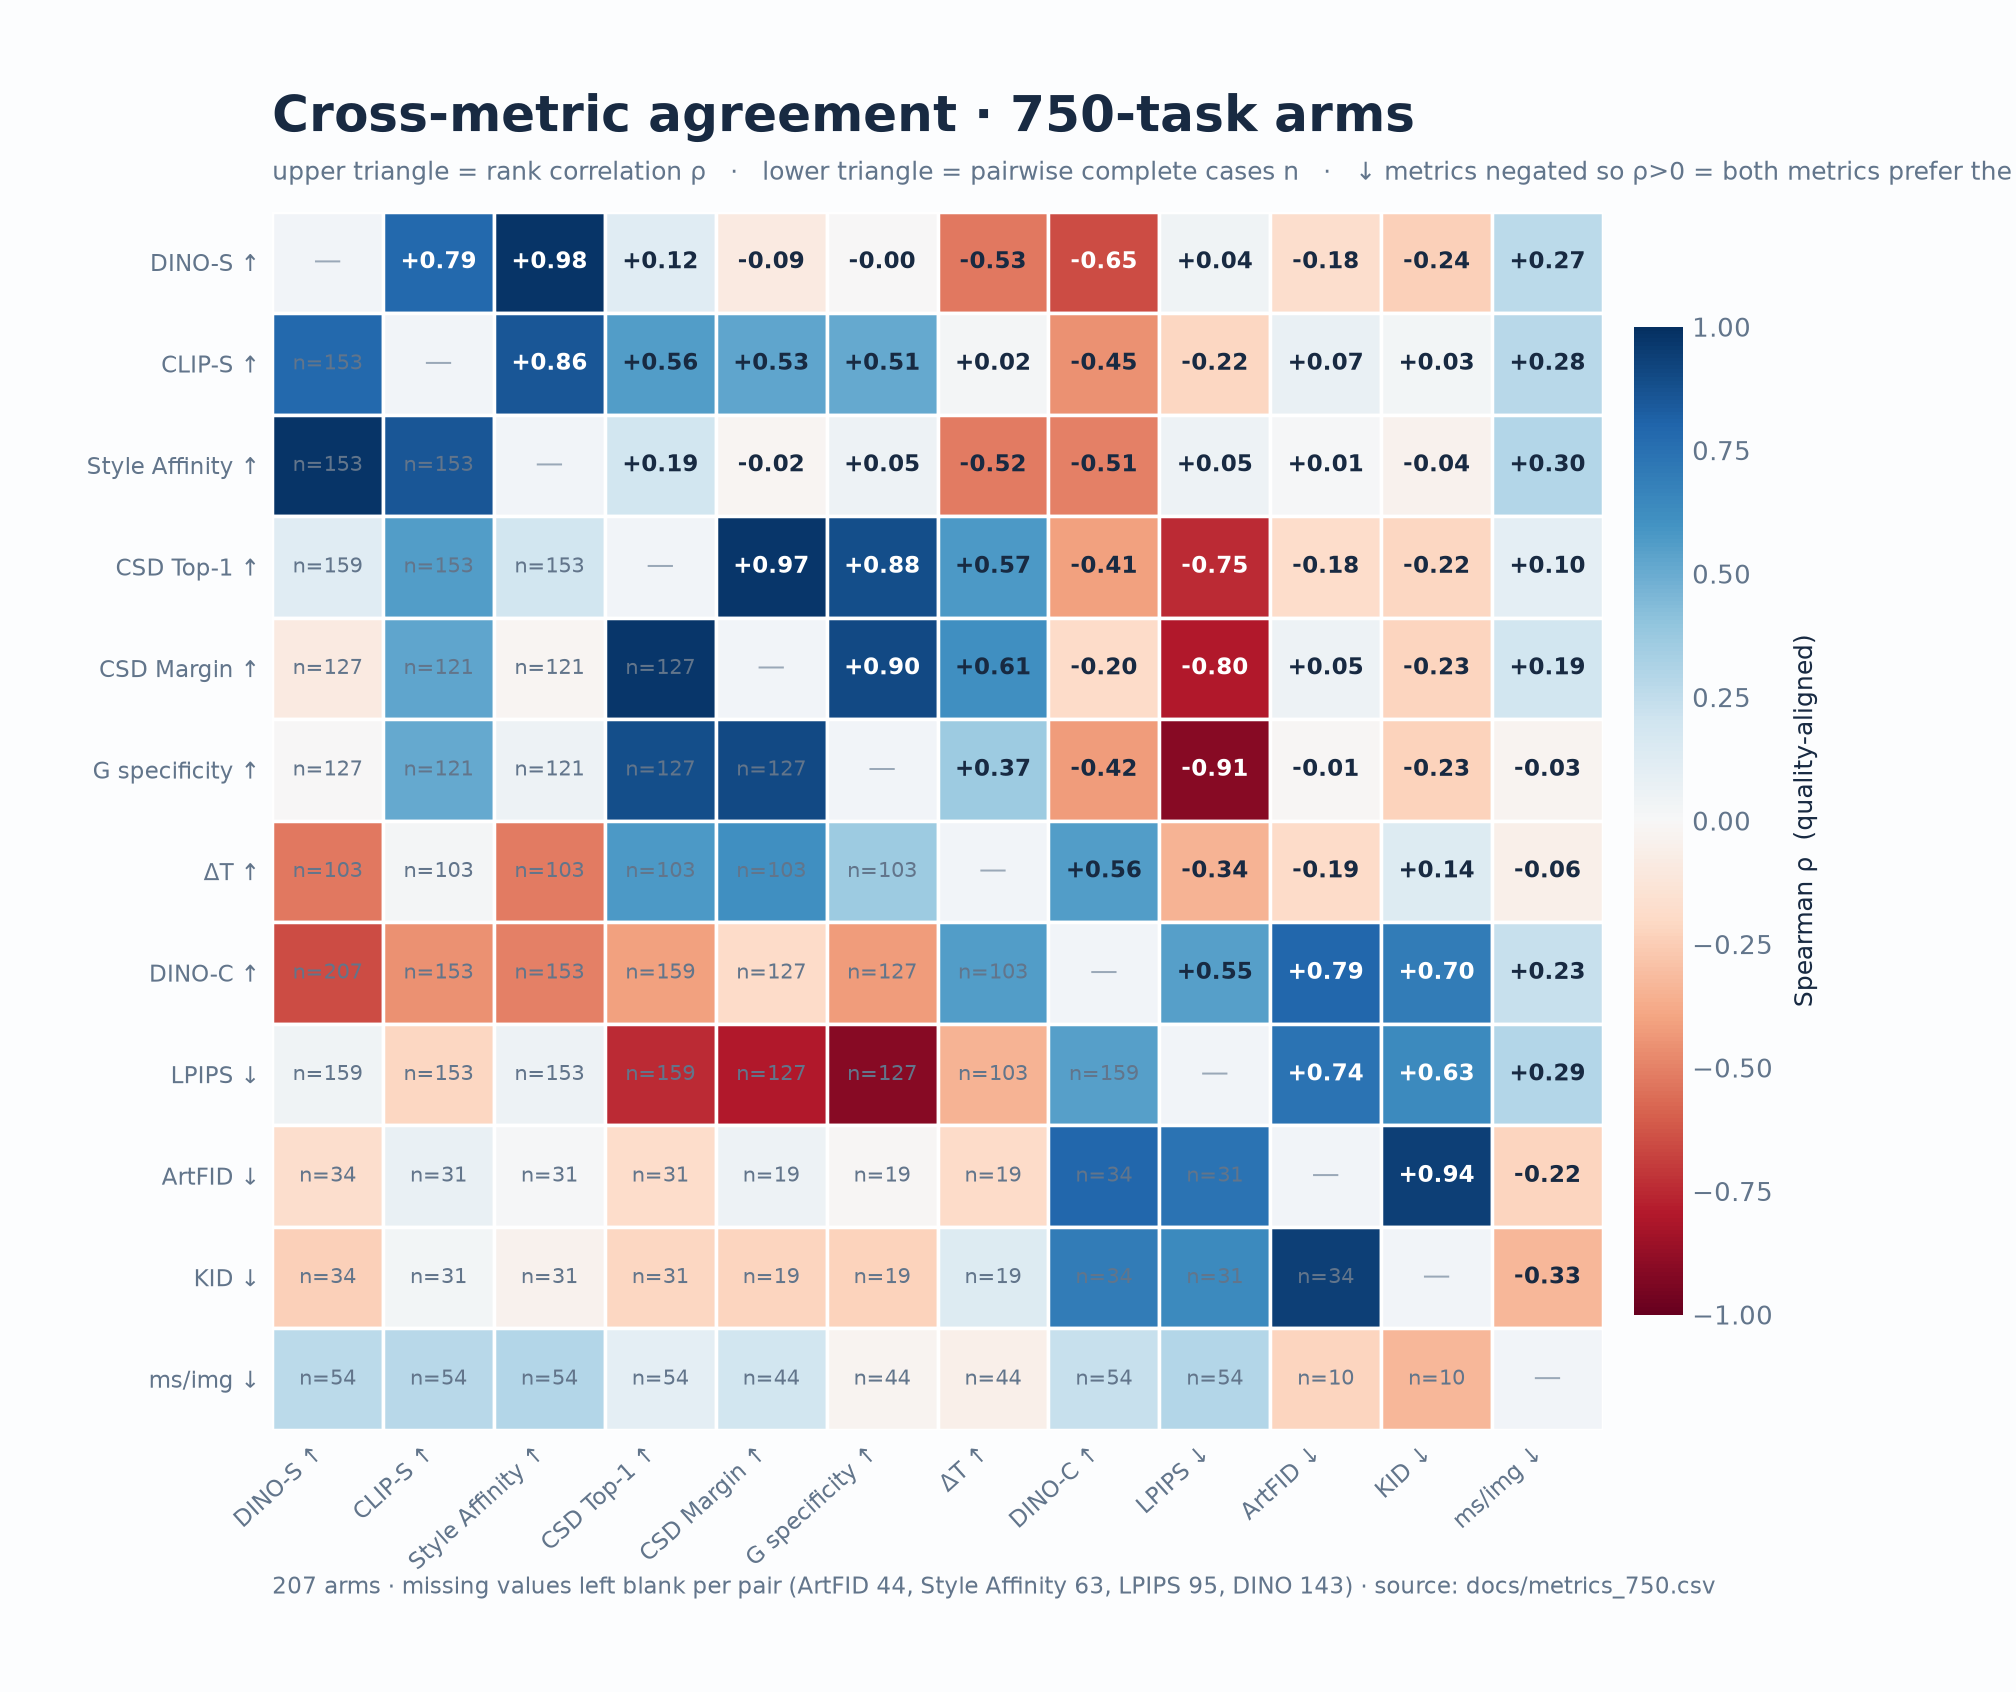 Cross-metric agreement · 750-task arms
upper triangle = rank correlation ρ · lower triangle = pairwise complete cases n · ↓ metrics negated so ρ>0 = both metrics prefer the
DINO-S ↑ — +0.79 +0.98 +0.12 -0.09 -0.00 -0.53 -0.65 +0.04 -0.18 -0.24 +0.27
CLIP-S ↑ n=153 — +0.86 +0.56 +0.53 +0.51 +0.02 -0.45 -0.22 +0.07 +0.03 +0.28
Style Affinity ↑ n=153 n=153 — +0.19 -0.02 +0.05 -0.52 -0.51 +0.05 +0.01 -0.04 +0.30
CSD Top-1 ↑ n=159 n=153 n=153 — +0.97 +0.88 +0.57 -0.41 -0.75 -0.18 -0.22 +0.10
CSD Margin ↑ n=127 n=121 n=121 n=127 — +0.90 +0.61 -0.20 -0.80 +0.05 -0.23 +0.19
G specificity ↑ n=127 n=121 n=121 n=127 n=127 — +0.37 -0.42 -0.91 -0.01 -0.23 -0.03
ΔT ↑ n=103 n=103 n=103 n=103 n=103 n=103 — +0.56 -0.34 -0.19 +0.14 -0.06
DINO-C ↑ n=207 n=153 n=153 n=159 n=127 n=127 n=103 — +0.55 +0.79 +0.70 +0.23
LPIPS ↓ n=159 n=153 n=153 n=159 n=127 n=127 n=103 n=159 — +0.74 +0.63 +0.29
ArtFID ↓ n=34 n=31 n=31 n=31 n=19 n=19 n=19 n=34 n=31 — +0.94 -0.22
KID ↓ n=34 n=31 n=31 n=31 n=19 n=19 n=19 n=34 n=31 n=34 — -0.33
ms/img ↓ n=54 n=54 n=54 n=54 n=44 n=44 n=44 n=54 n=54 n=10 n=10 —
DINO-S ↑
CLIP-S ↑
Style Affinity ↑
CSD Top-1 ↑
CSD Margin ↑
G specificity ↑
ΔT ↑
DINO-C ↑
LPIPS ↓
ArtFID ↓
KID ↓
ms/img ↓
1.00
0.75
0.50
0.25
0.00
−0.25
−0.50
−0.75
−1.00
Spearman ρ (quality-aligned)
207 arms · missing values left blank per pair (ArtFID 44, Style Affinity 63, LPIPS 95, DINO 143) · source: docs/metrics_750.csv